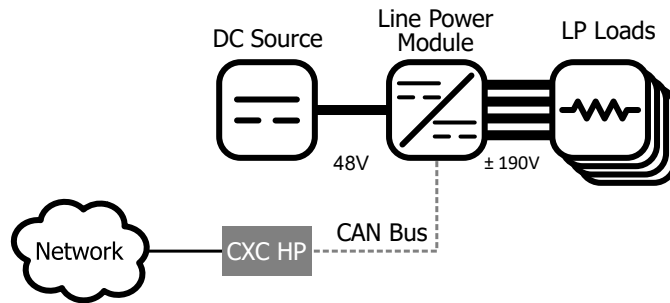 DC Source
Line Power
Module
LP Loads
48V
± 190V
CAN Bus
Network
CXC HP